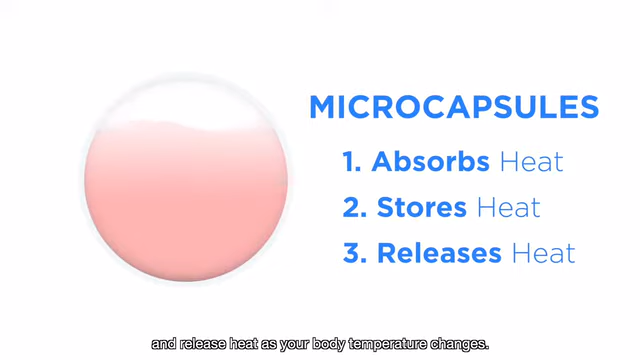 MICROCAPSULES
1. Absorbs Heat
2. Stores Heat
3. Releases Heat
and release heat as your body temperature changes.